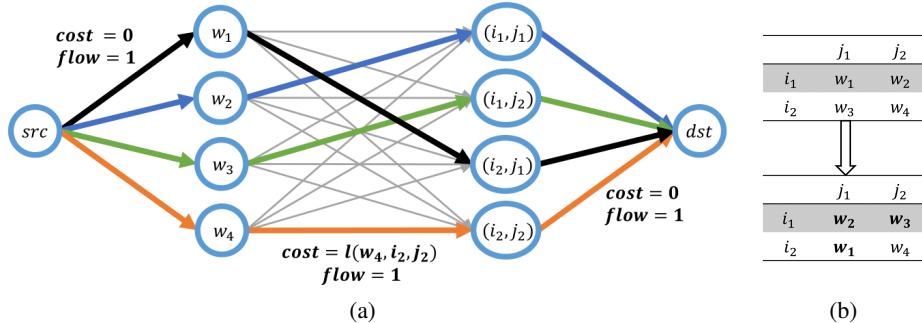 cost = 0
flow = 1
src
w₁
w₂
w₃
w₄
(i₁, j₁)
(i₁, j₂)
(i₂, j₁)
(i₂, j₂)
dst
cost = 0
flow = 1
cost = l(w₄, i₂, j₂)
flow = 1
(a)
j₁ j₂
i₁ w₁ w₂
i₂ w₃ w₄
j₁ j₂
i₁ w₂ w₃
i₂ w₁ w₄
(b)